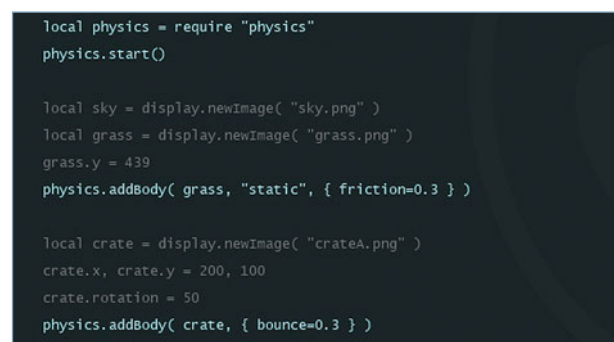 local physics = require "physics"
physics.start()
local sky = display.newImage( "sky.png" )
local grass = display.newImage( "grass.png" )
grass.y = 439
physics.addBody( grass, "static", { friction=0.3 } )
local crate = display.newImage( "crateA.png" )
crate.x, crate.y = 200, 100
crate.rotation = 50
physics.addBody( crate, { bounce=0.3 } )